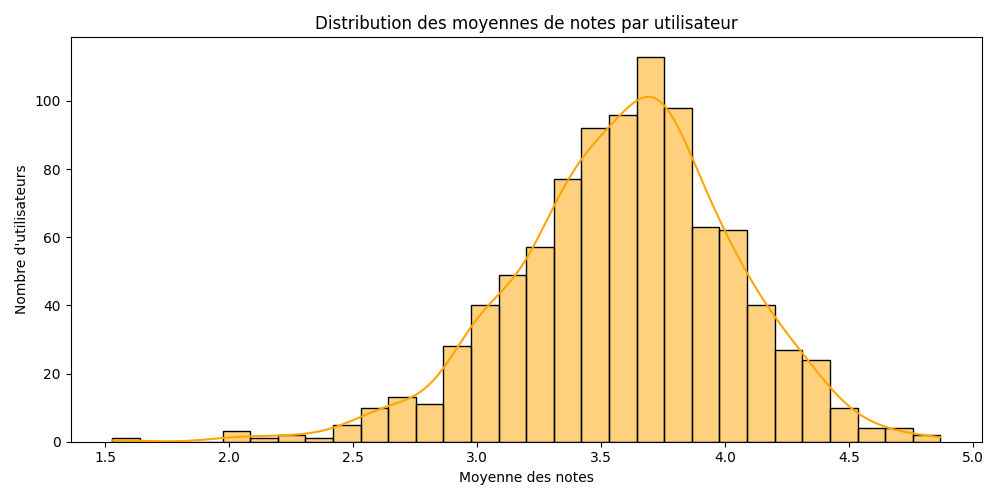 Distribution des moyennes de notes par utilisateur
Nombre d'utilisateurs
100
80
60
40
20
0
1.5 2.0 2.5 3.0 3.5 4.0 4.5 5.0
Moyenne des notes